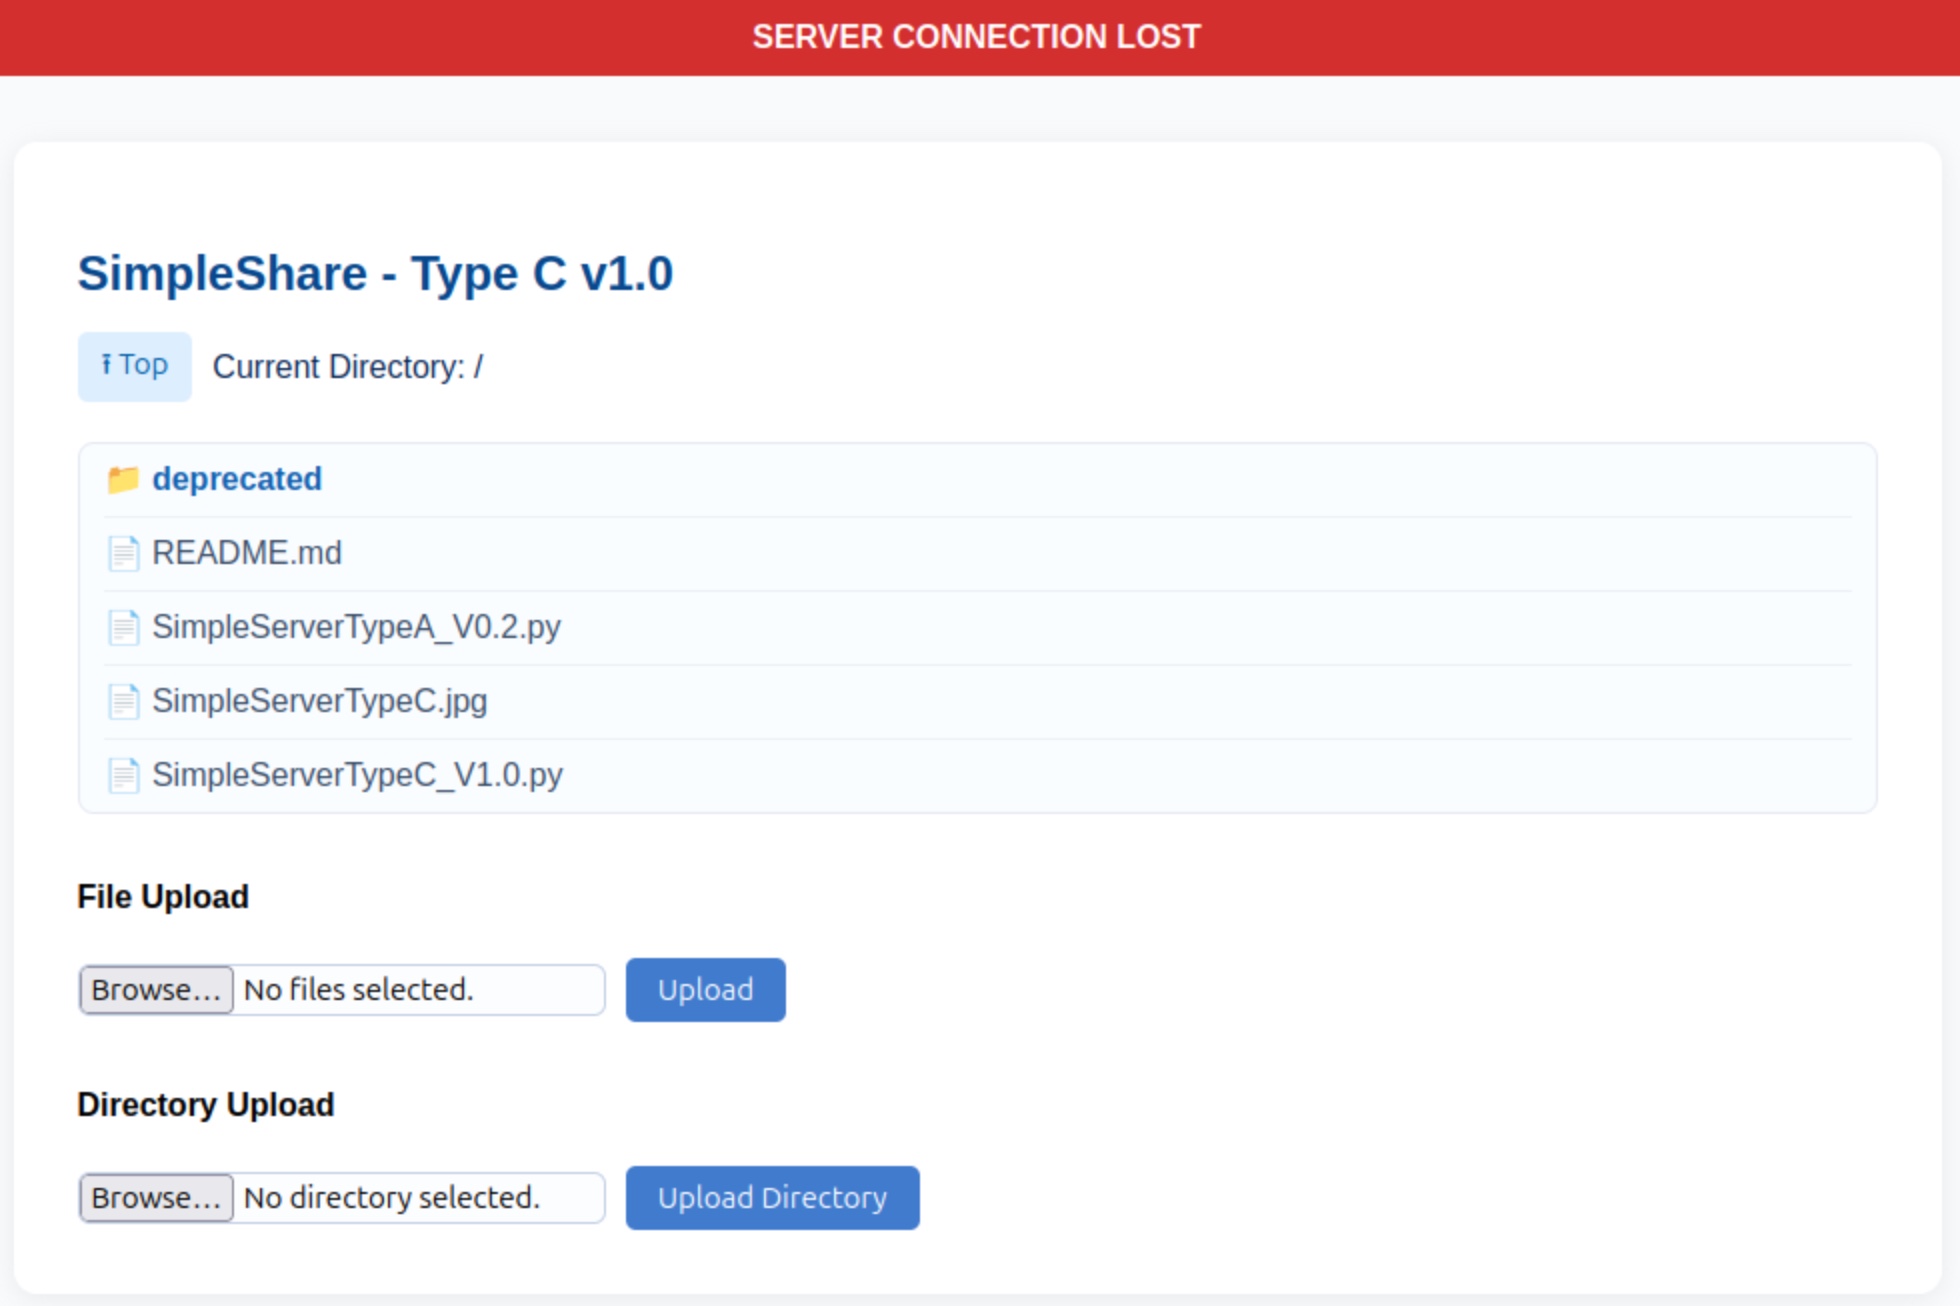 SERVER CONNECTION LOST
SimpleShare - Type C v1.0
⭱ Top Current Directory: /
deprecated
README.md
SimpleServerTypeA_V0.2.py
SimpleServerTypeC.jpg
SimpleServerTypeC_V1.0.py
File Upload
Browse... No files selected. Upload
Directory Upload
Browse... No directory selected. Upload Directory